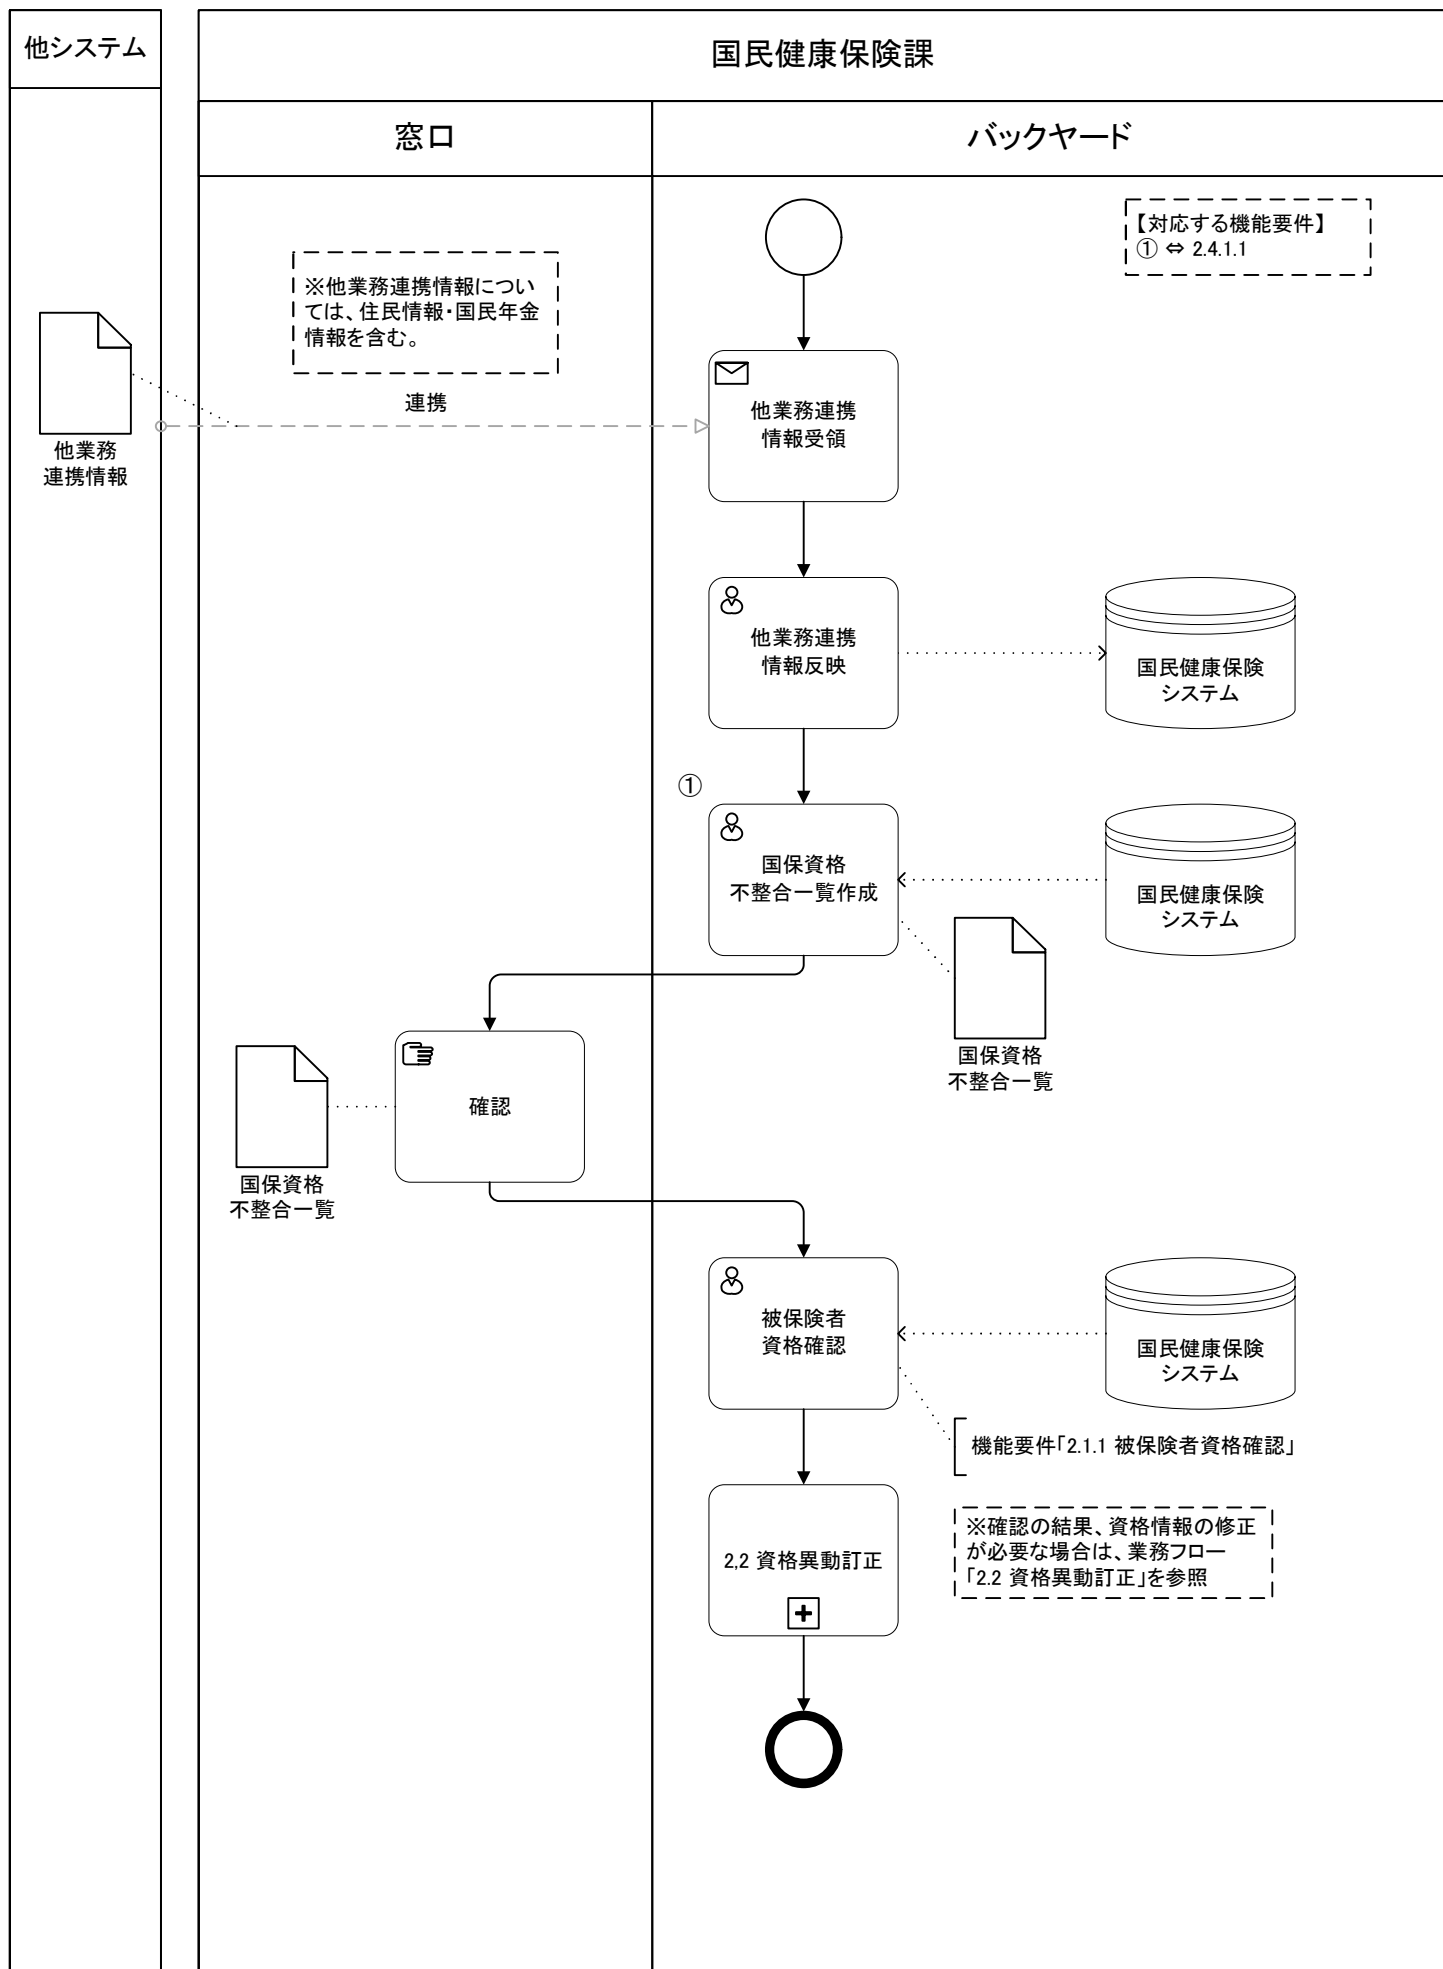 他システム
国民健康保険課
窓口
バックヤード
【対応する機能要件】
① ⇔ 2.4.1.1
※他業務連携情報につい
ては、住民情報・国民年金
情報を含む。
連携
他業務
連携情報
他業務連携
情報受領
他業務連携
情報反映
国民健康保険
システム
①
国保資格
不整合一覧作成
国民健康保険
システム
国保資格
不整合一覧
確認
国保資格
不整合一覧
被保険者
資格確認
国民健康保険
システム
機能要件「2.1.1 被保険者資格確認」
2,2 資格異動訂正
※確認の結果、資格情報の修正
が必要な場合は、業務フロー
「2.2 資格異動訂正」を参照